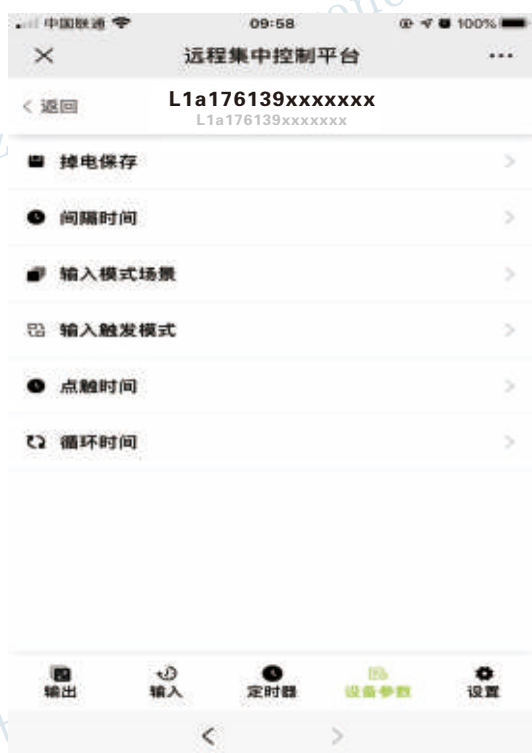 中国联通 09:58 100%
远程集中控制平台
返回 L1a176139xxxxxxx
L1a176139xxxxxxx
掉电保存
间隔时间
输入模式场景
输入触发模式
点触时间
循环时间
输出 输入 定时器 设备参数 设置